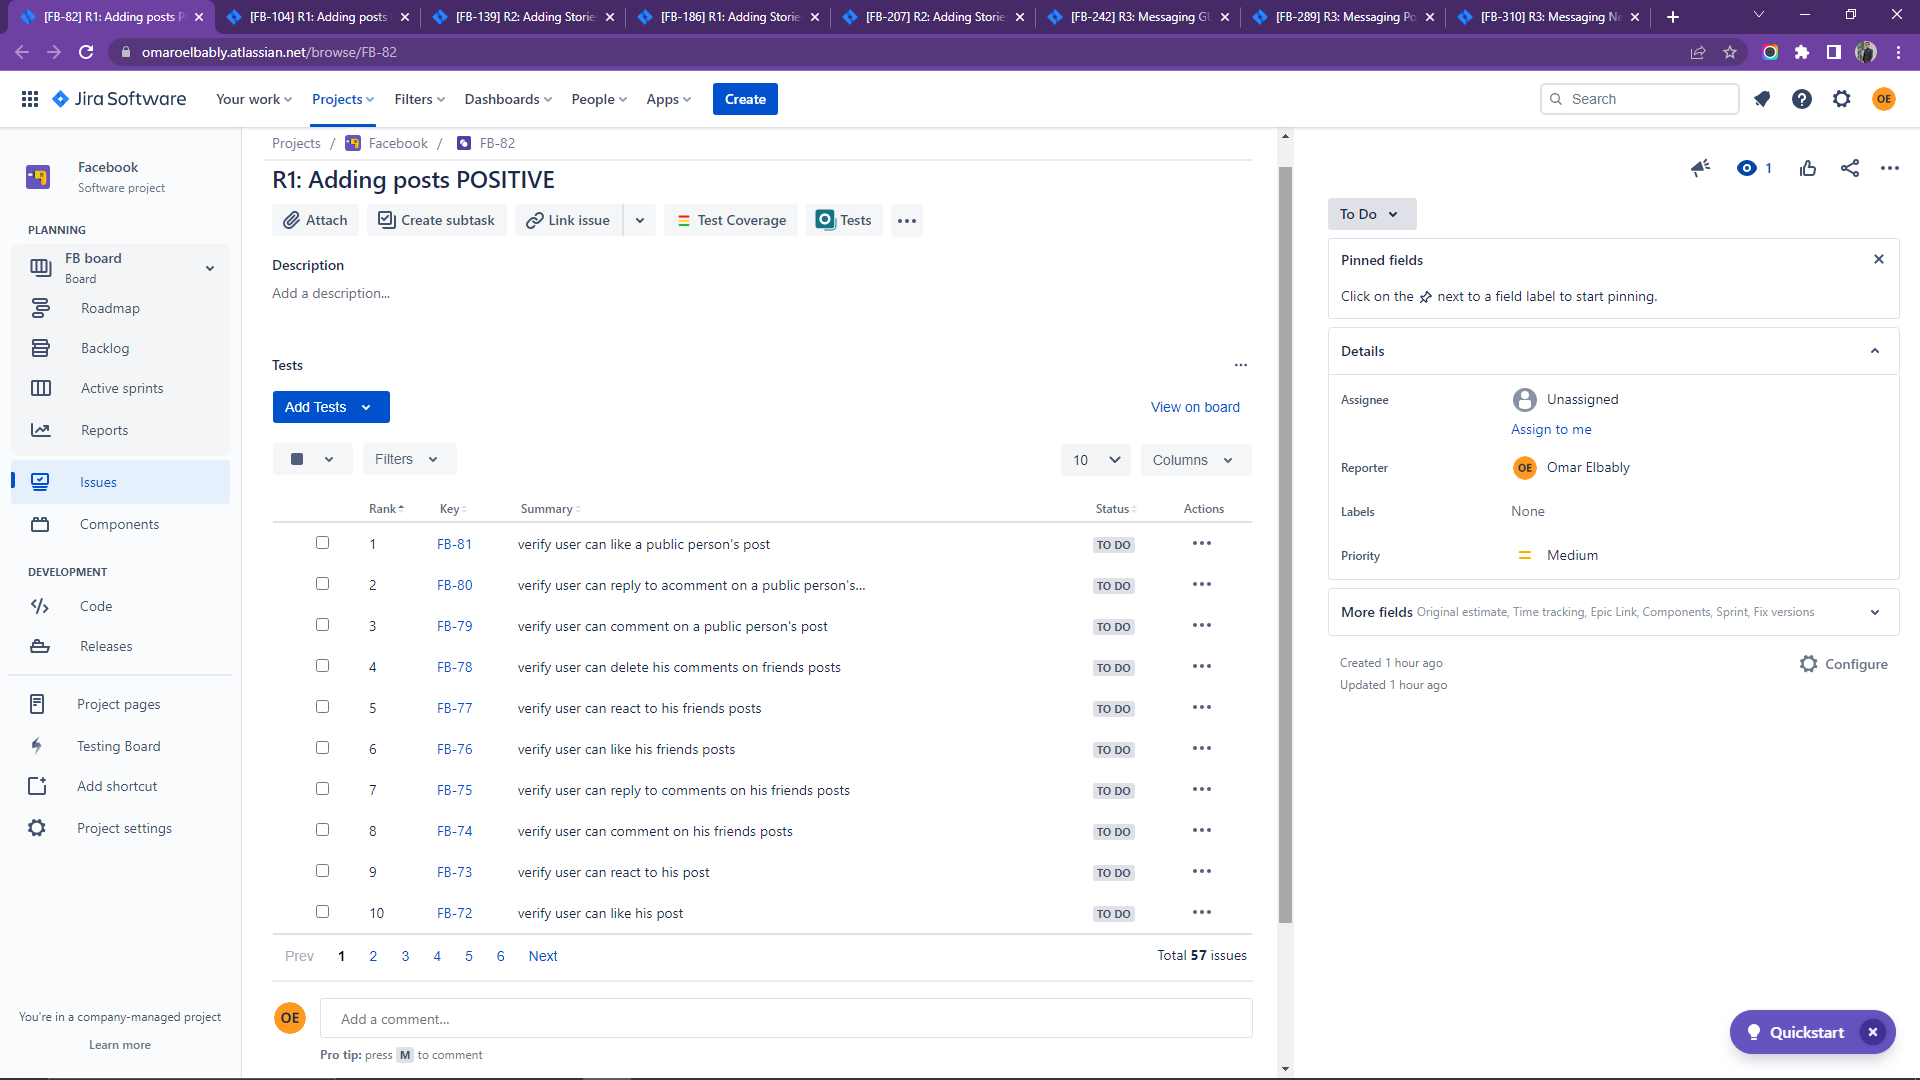 [FB-82] R1: Adding posts P
[FB-104] R1: Adding posts
[FB-139] R2: Adding Storie
[FB-186] R1: Adding Storie
[FB-207] R2: Adding Storie
[FB-242] R3: Messaging GU
[FB-289] R3: Messaging Po
[FB-310] R3: Messaging Ne
omaroelbably.atlassian.net/browse/FB-82
Jira Software
Your work
Projects
Filters
Dashboards
People
Apps
Create
Search
OE
Facebook
Software project
PLANNING
FB board
Board
Roadmap
Backlog
Active sprints
Reports
Issues
Components
DEVELOPMENT
Code
Releases
Project pages
Testing Board
Add shortcut
Project settings
You're in a company-managed project
Learn more
Projects / Facebook / FB-82
R1: Adding posts POSITIVE
Attach
Create subtask
Link issue
Test Coverage
Tests
Description
Add a description...
Tests
Add Tests
View on board
Filters
10
Columns
Rank Key Summary Status Actions
1 FB-81 verify user can like a public person's post TO DO
2 FB-80 verify user can reply to acomment on a public person's... TO DO
3 FB-79 verify user can comment on a public person's post TO DO
4 FB-78 verify user can delete his comments on friends posts TO DO
5 FB-77 verify user can react to his friends posts TO DO
6 FB-76 verify user can like his friends posts TO DO
7 FB-75 verify user can reply to comments on his friends posts TO DO
8 FB-74 verify user can comment on his friends posts TO DO
9 FB-73 verify user can react to his post TO DO
10 FB-72 verify user can like his post TO DO
Prev 1 2 3 4 5 6 Next
Total 57 issues
OE
Add a comment...
Pro tip: press M to comment
1
To Do
Pinned fields
Click on the next to a field label to start pinning.
Details
Assignee
Unassigned
Assign to me
Reporter
OE Omar Elbably
Labels
None
Priority
Medium
More fields Original estimate, Time tracking, Epic Link, Components, Sprint, Fix versions
Created 1 hour ago
Updated 1 hour ago
Configure
Quickstart